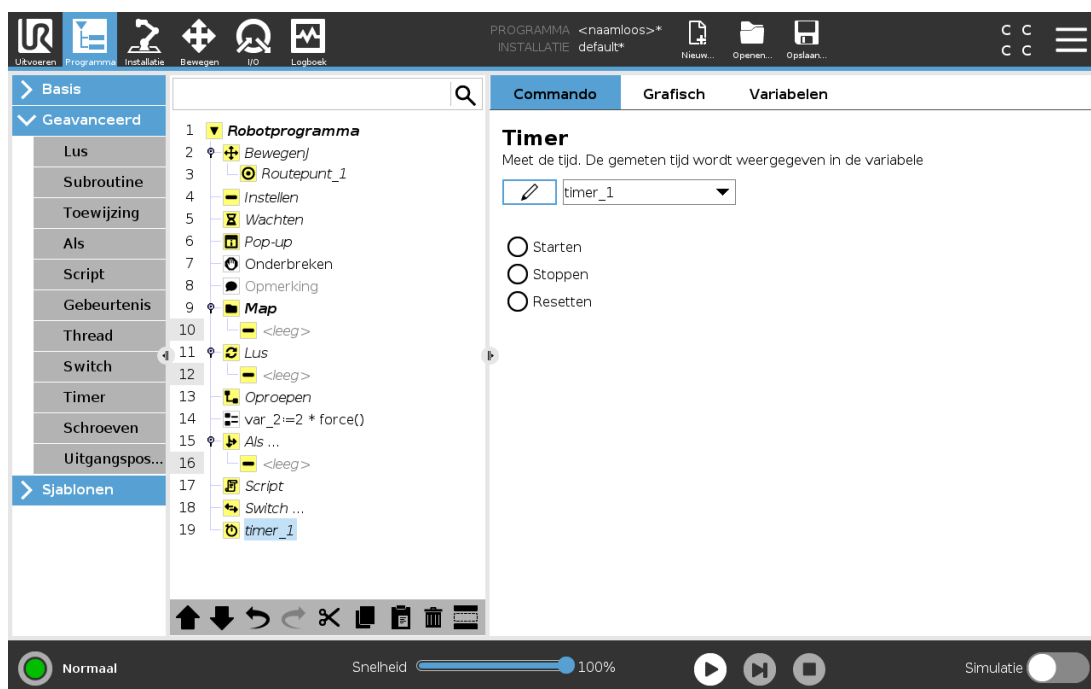 UR
Uitvoeren Programma Installatie Bewegen I/O Logboek
PROGRAMMA <naamloos>*
INSTALLATIE default*
Nieuw... Openen... Opslaan...
C C
C C
Basis
Geavanceerd
Lus
Subroutine
Toewijzing
Als
Script
Gebeurtenis
Thread
Switch
Timer
Schroeven
Uitgangspos...
Sjablonen
1 Robotprogramma
2 BewegenJ
3 Routepunt_1
4 Instellen
5 Wachten
6 Pop-up
7 Onderbreken
8 Opmerking
9 Map
10 <leeg>
11 Lus
12 <leeg>
13 Oproepen
14 var_2:=2 * force()
15 Als ...
16 <leeg>
17 Script
18 Switch ...
19 timer_1
Commando Grafisch Variabelen
Timer
Meet de tijd. De gemeten tijd wordt weergegeven in de variabele
timer_1
Starten
Stoppen
Resetten
Normaal
Snelheid 100%
Simulatie